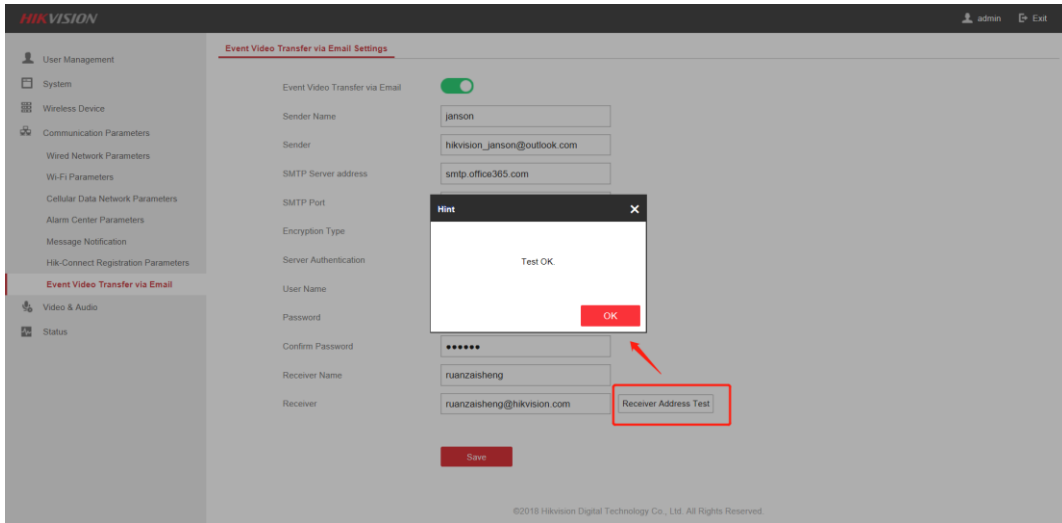 HIKVISION
admin
Exit
User Management
System
Wireless Device
Communication Parameters
Wired Network Parameters
Wi-Fi Parameters
Cellular Data Network Parameters
Alarm Center Parameters
Message Notification
Hik-Connect Registration Parameters
Event Video Transfer via Email
Video & Audio
Status
Event Video Transfer via Email Settings
Event Video Transfer via Email
Sender Name
janson
Sender
hikvision_janson@outlook.com
SMTP Server address
smtp.office365.com
SMTP Port
Encryption Type
Server Authentication
User Name
Password
Confirm Password
••••••
Receiver Name
ruanzaisheng
Receiver
ruanzaisheng@hikvision.com
Receiver Address Test
Save
Hint
Test OK.
OK
©2018 Hikvision Digital Technology Co., Ltd. All Rights Reserved.